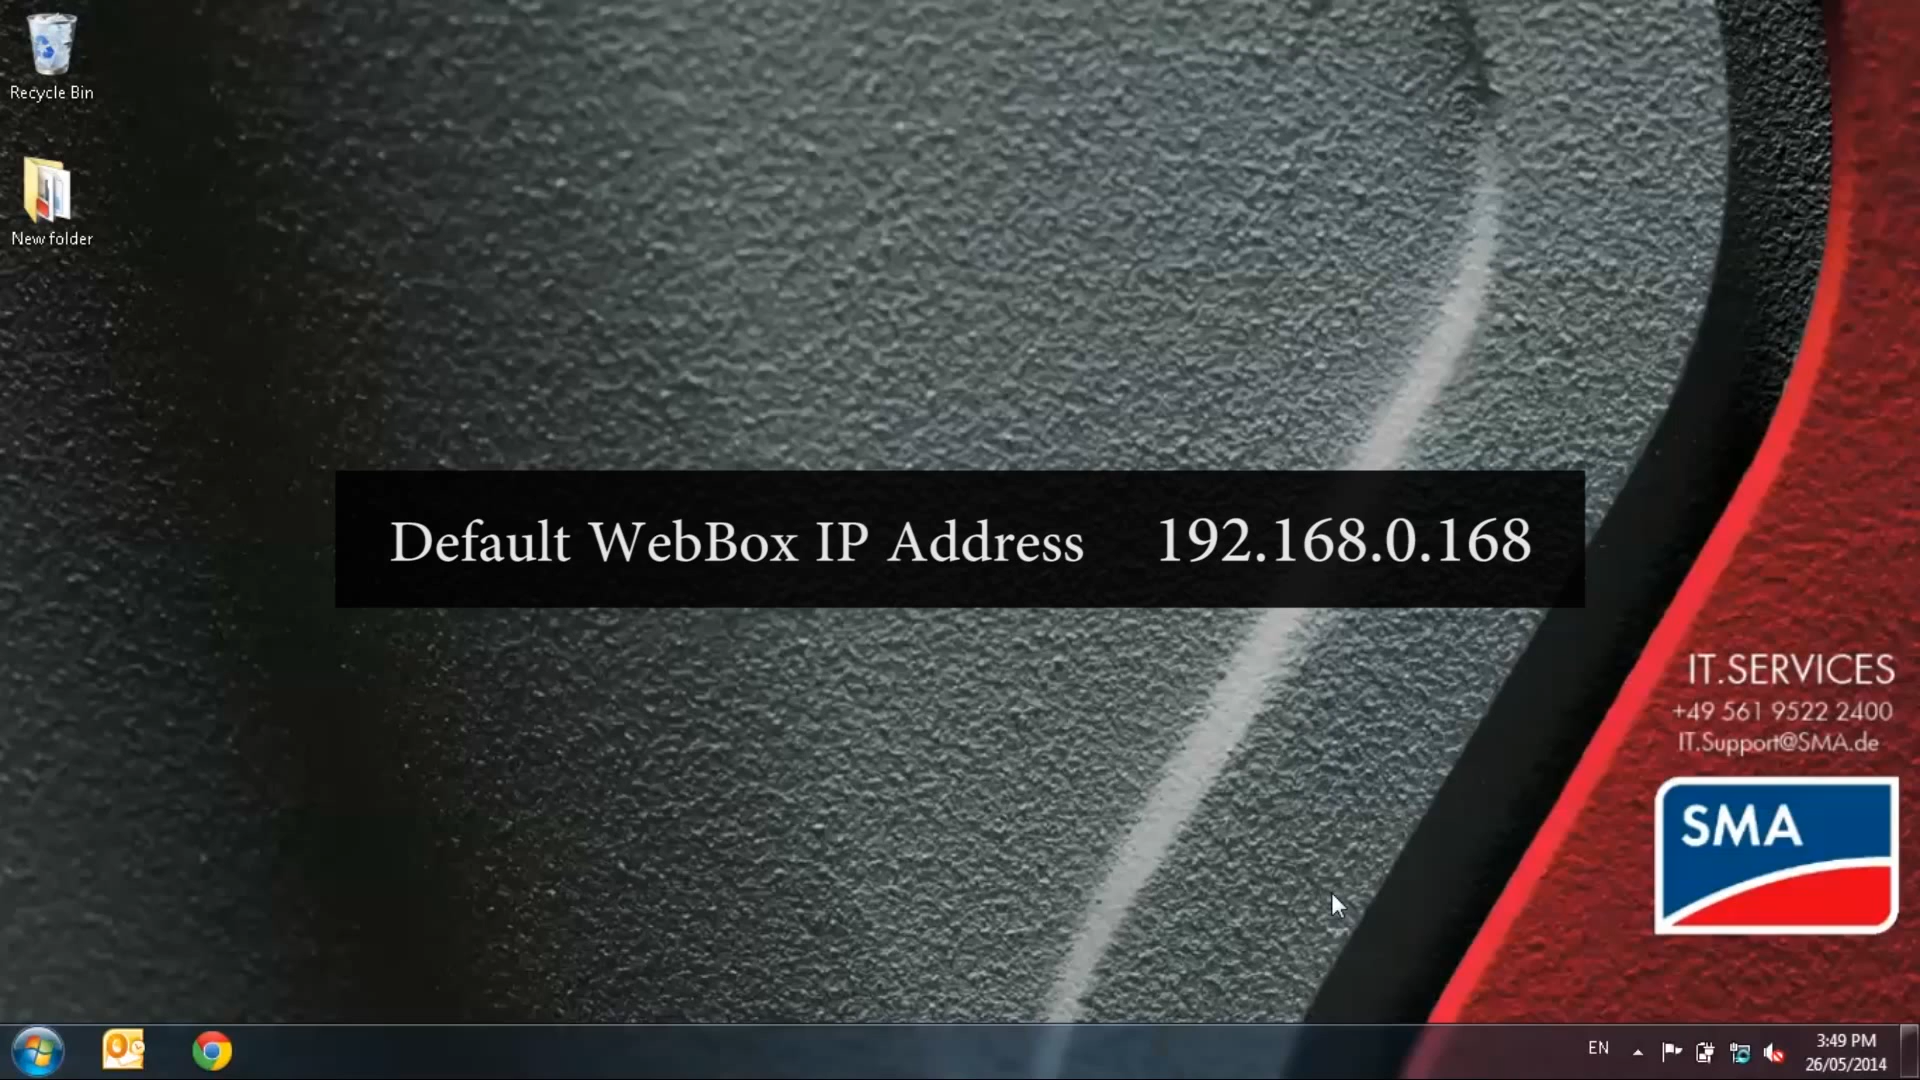 Recycle Bin
New folder
Default WebBox IP Address 192.168.0.168
IT.SERVICES
+49 561 9522 2400
IT.Support@SMA.de
SMA
EN
3:49 PM
26/05/2014